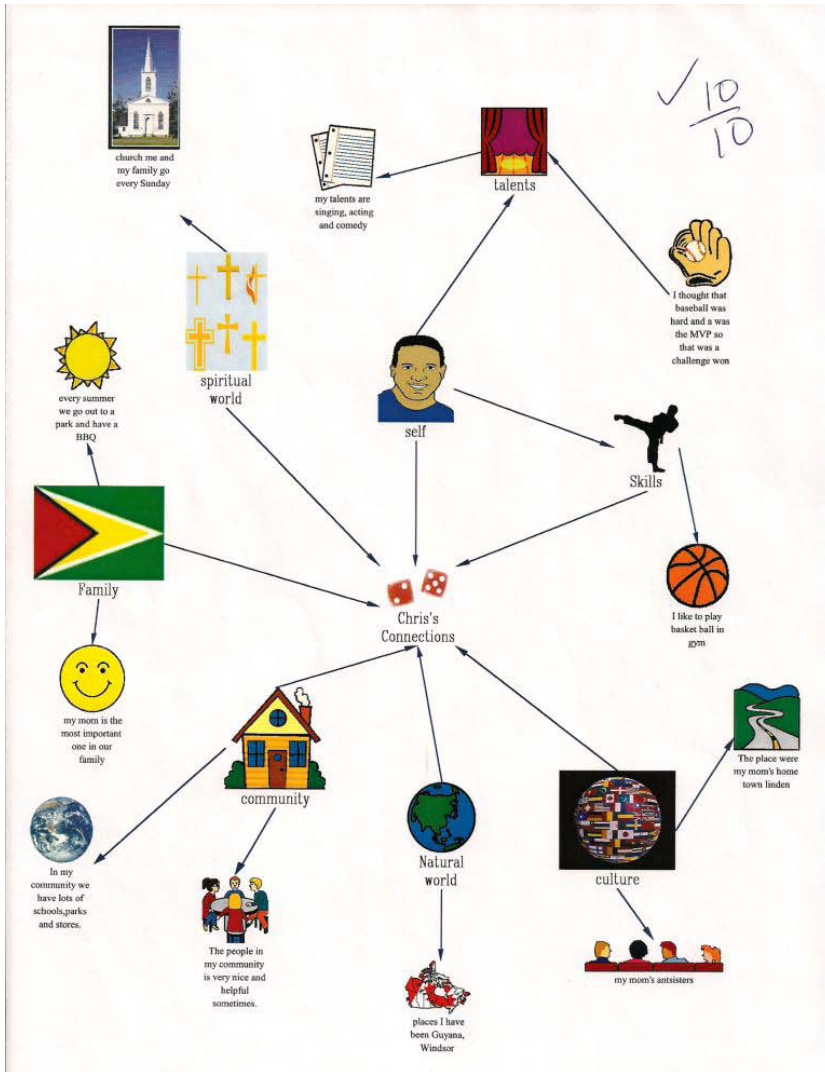 10
10
church me and
my family go
every Sunday
talents
my talents are
singing, acting
and comedy
I thought that
baseball was
hard and a was
the MVP so
that was a
challenge won
spiritual
world
self
every summer
we go out to a
park and have a
BBQ
Skills
Family
I like to play
basket ball in
gym
Chris's
Connections
my mom is the
most important
one in our
family
The place were
my mom's home
town linden
community
In my
community we
have lots of
schools,parks
and stores.
Natural
world
culture
The people in
my community
is very nice and
helpful
sometimes.
my mom's antsisters
places I have
been Guyana,
Windsor